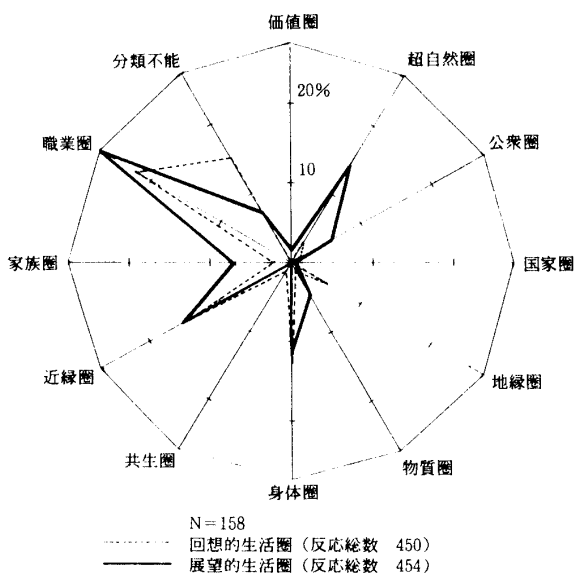 価値圏
超自然圏
公衆圏
国家圏
地縁圏
物質圏
身体圏
共生圏
近縁圏
家族圏
職業圏
分類不能
20%
10
N=158
回想的生活圏（反応総数 450）
展望的生活圏（反応総数 454）